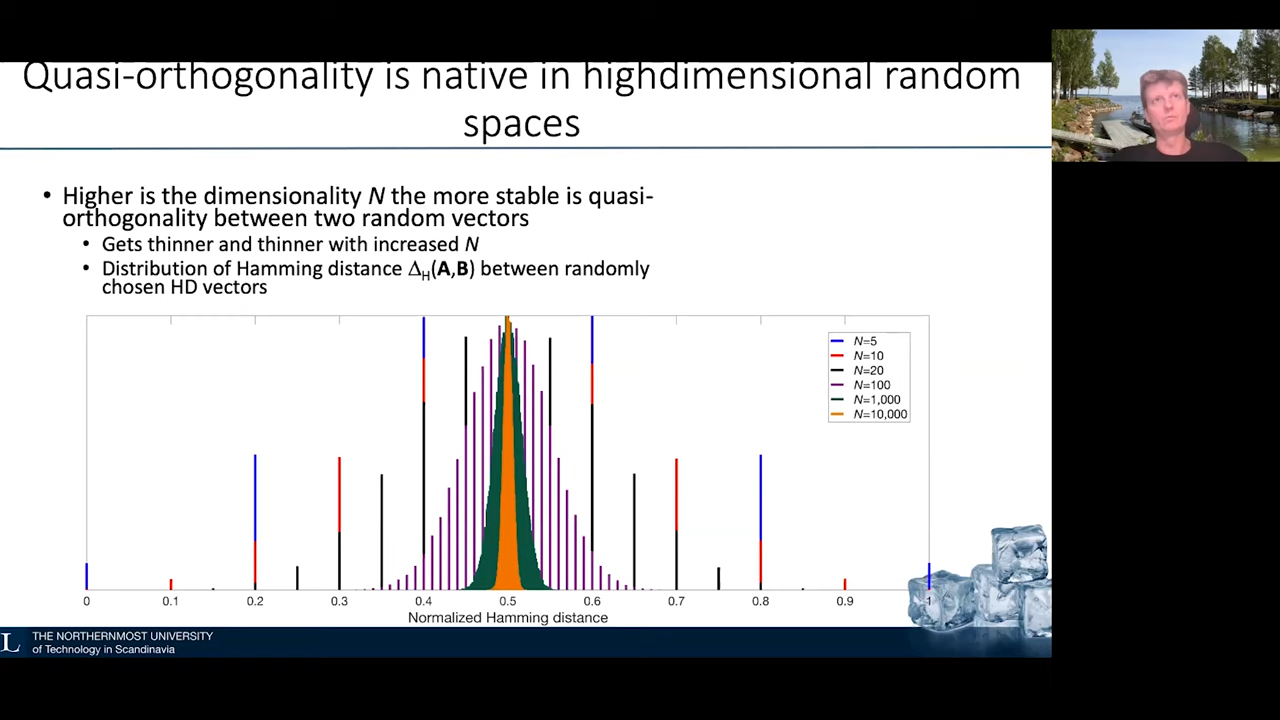 Quasi-orthogonality is native in highdimensional random
spaces
• Higher is the dimensionality N the more stable is quasi-
orthogonality between two random vectors
• Gets thinner and thinner with increased N
• Distribution of Hamming distance ΔH(A,B) between randomly
chosen HD vectors
N=5
N=10
N=20
N=100
N=1,000
N=10,000
0 0.1 0.2 0.3 0.4 0.5 0.6 0.7 0.8 0.9 1
Normalized Hamming distance
L
THE NORTHERNMOST UNIVERSITY
of Technology in Scandinavia